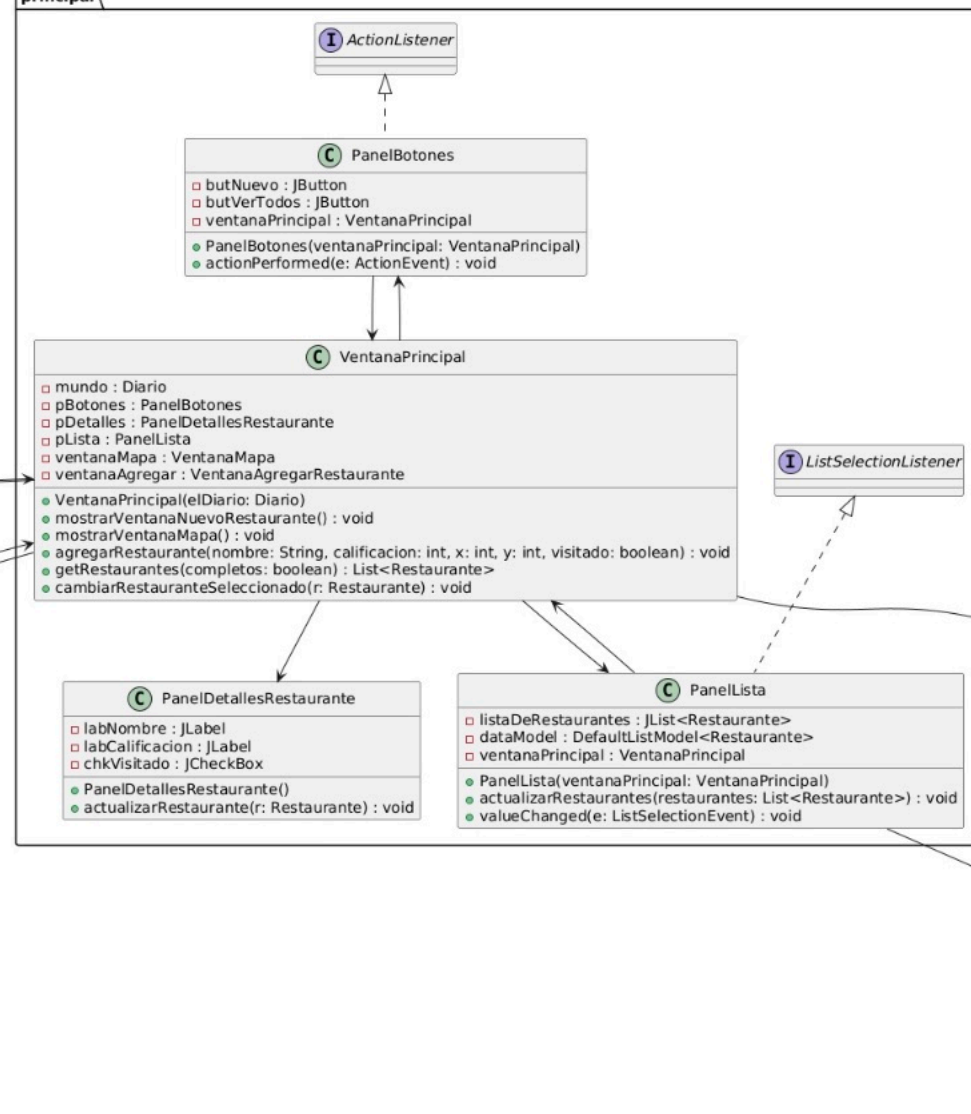 principal
I ActionListener
C PanelBotones
butNuevo : JButton
butVerTodos : JButton
ventanaPrincipal : VentanaPrincipal
PanelBotones(ventanaPrincipal: VentanaPrincipal)
actionPerformed(e: ActionEvent) : void
C VentanaPrincipal
mundo : Diario
pBotones : PanelBotones
pDetalles : PanelDetallesRestaurante
pLista : PanelLista
ventanaMapa : VentanaMapa
ventanaAgregar : VentanaAgregarRestaurante
VentanaPrincipal(elDiario: Diario)
mostrarVentanaNuevoRestaurante() : void
mostrarVentanaMapa() : void
agregarRestaurante(nombre: String, calificacion: int, x: int, y: int, visitado: boolean) : void
getRestaurantes(completos: boolean) : List<Restaurante>
cambiarRestauranteSeleccionado(r: Restaurante) : void
I ListSelectionListener
C PanelDetallesRestaurante
labNombre : JLabel
labCalificacion : JLabel
chkVisitado : JCheckBox
PanelDetallesRestaurante()
actualizarRestaurante(r: Restaurante) : void
C PanelLista
listaDeRestaurantes : JList<Restaurante>
dataModel : DefaultListModel<Restaurante>
ventanaPrincipal : VentanaPrincipal
PanelLista(ventanaPrincipal: VentanaPrincipal)
actualizarRestaurantes(restaurantes: List<Restaurante>) : void
valueChanged(e: ListSelectionEvent) : void